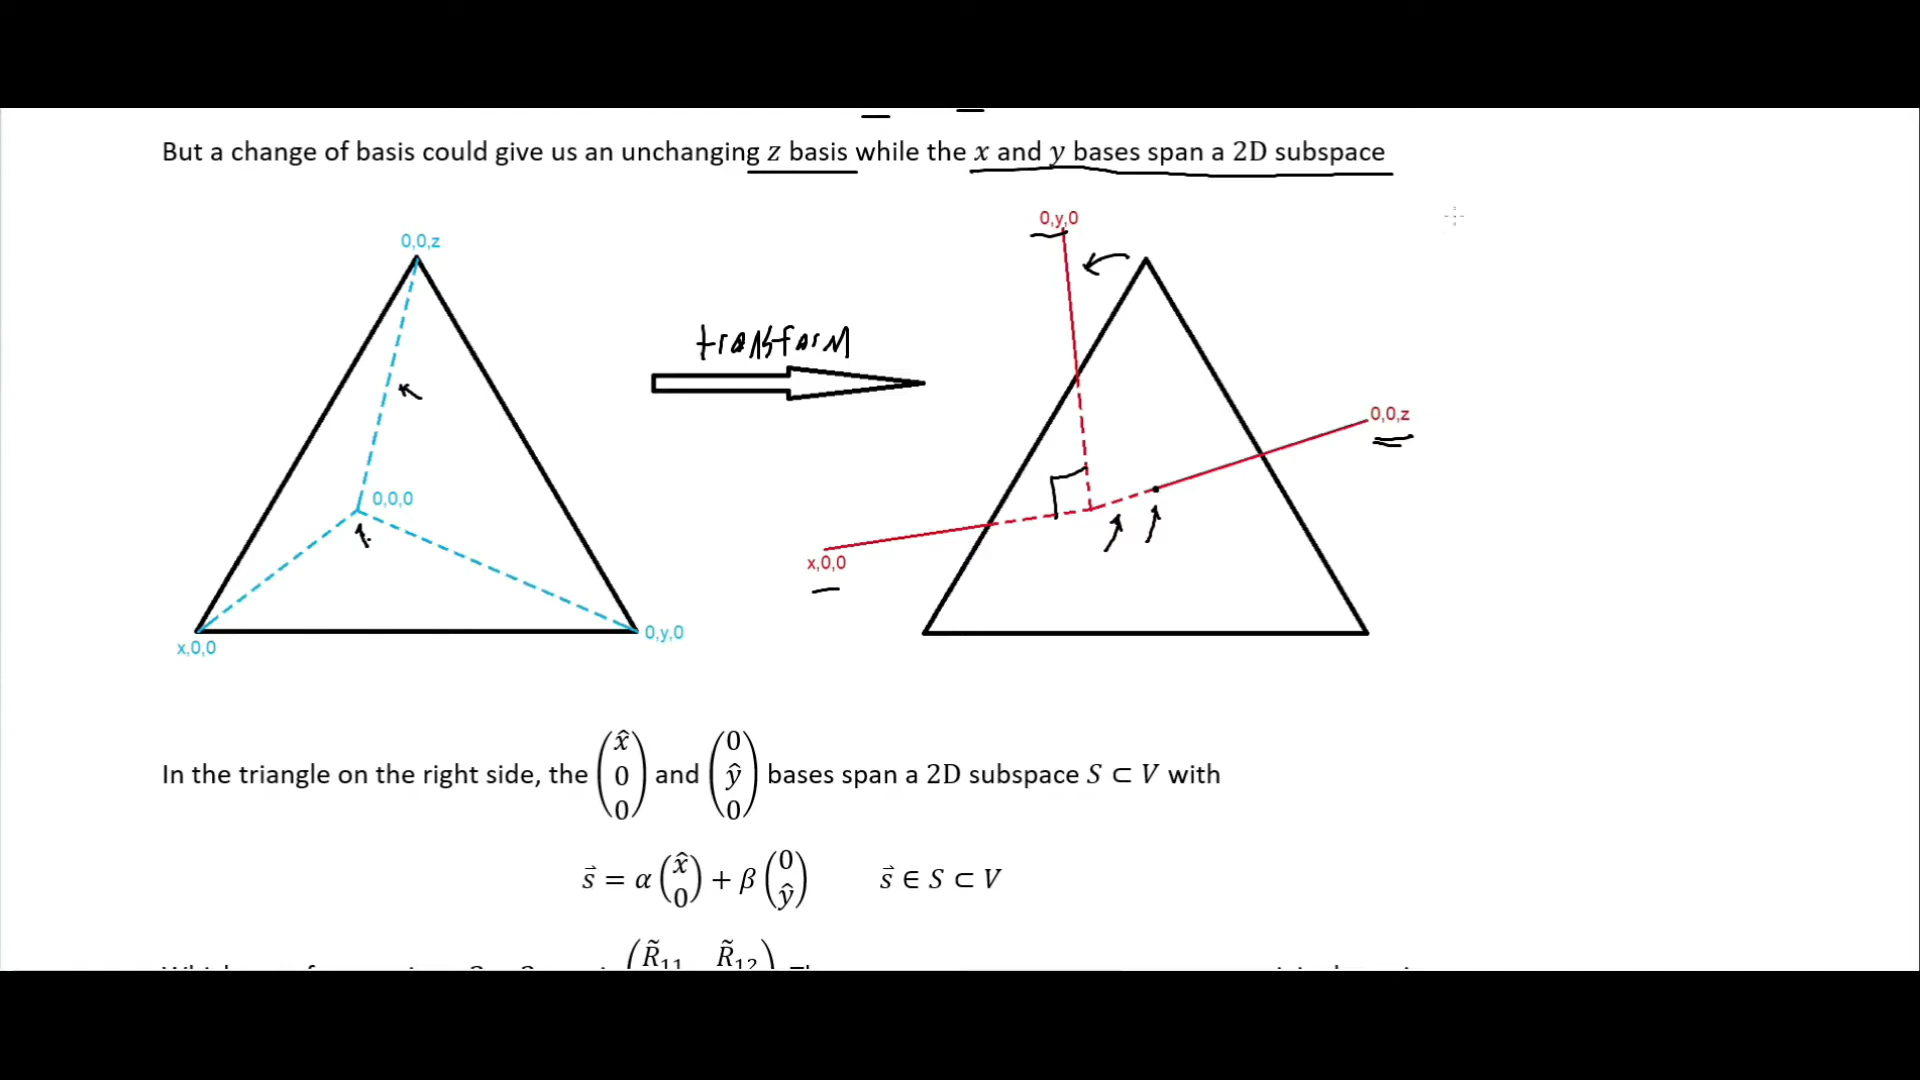 But a change of basis could give us an unchanging z basis while the x and y bases span a 2D subspace
0,y,0
0,0,z
transform
0,0,z
0,0,0
x,0,0
0,y,0
x,0,0
In the triangle on the right side, the (x̂ 0 0) and (0 ŷ 0) bases span a 2D subspace S ⊂ V with
s⃗ = α(x̂ 0) + β(0 ŷ) s⃗ ∈ S ⊂ V
(R̃₁₁ R̃₁₂)